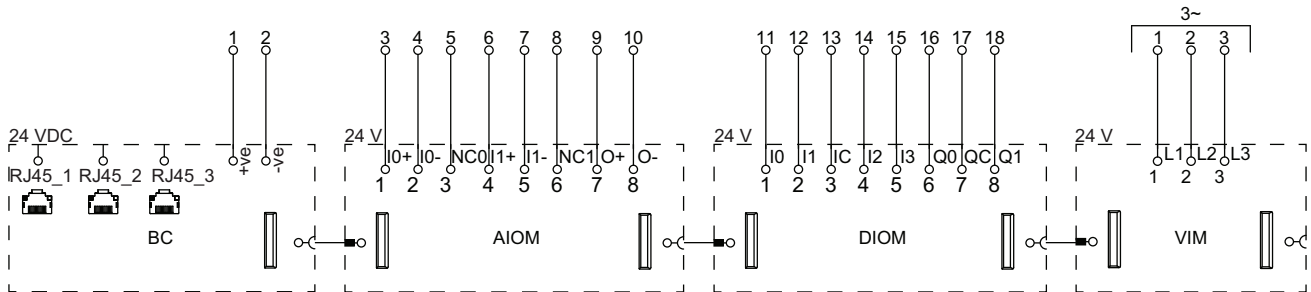 3~
1 2 3 4 5 6 7 8 9 10 11 12 13 14 15 16 17 18 1 2 3
24 VDC 24 V 24 V 24 V
+ve -ve I0+ I0- NC0 I1+ I1- NC1 O+ O- I0 I1 IC I2 I3 Q0 QC Q1 L1 L2 L3
RJ45_1 RJ45_2 RJ45_3 1 2 3 4 5 6 7 8 1 2 3 4 5 6 7 8 1 2 3
BC AIOM DIOM VIM